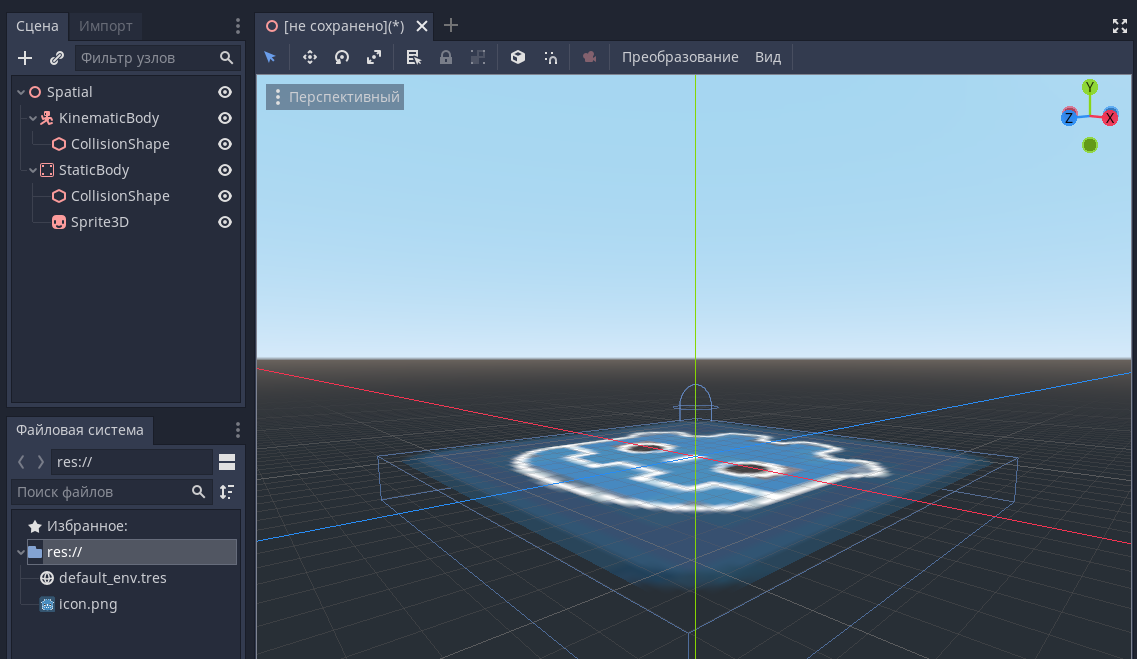 Сцена Импорт
[не сохранено](*)
Фильтр узлов
Преобразование Вид
Spatial
KinematicBody
CollisionShape
StaticBody
CollisionShape
Sprite3D
Перспективный
Y
Z X
Файловая система
res://
Поиск файлов
Избранное:
res://
default_env.tres
icon.png